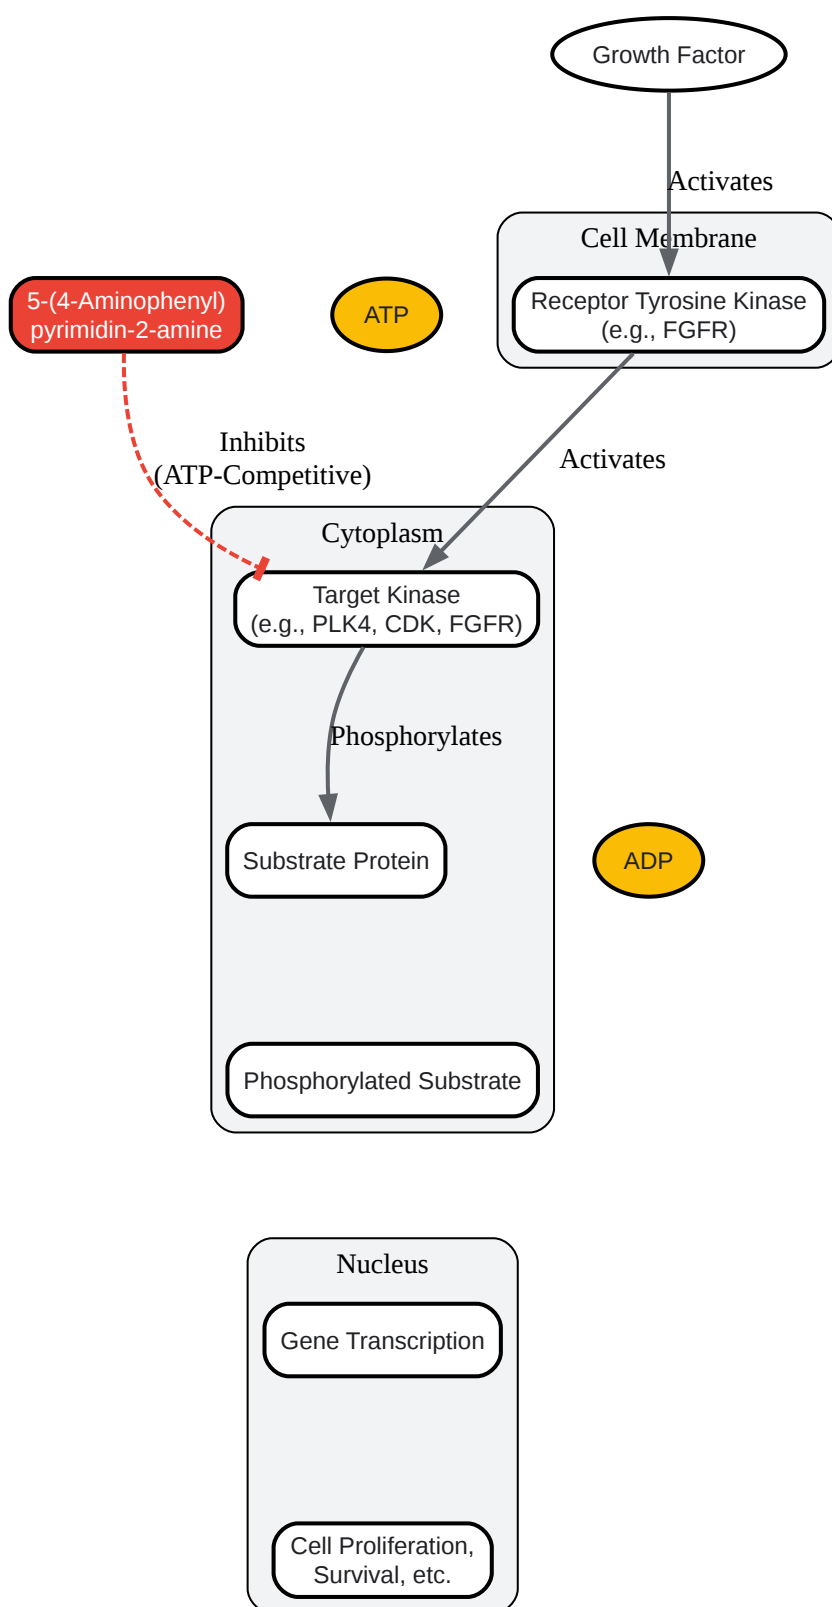 Growth Factor
Activates
Cell Membrane
5-(4-Aminophenyl)
pyrimidin-2-amine
ATP
Receptor Tyrosine Kinase
(e.g., FGFR)
Inhibits
(ATP-Competitive)
Activates
Cytoplasm
Target Kinase
(e.g., PLK4, CDK, FGFR)
Phosphorylates
Substrate Protein
ADP
Phosphorylated Substrate
Nucleus
Gene Transcription
Cell Proliferation,
Survival, etc.